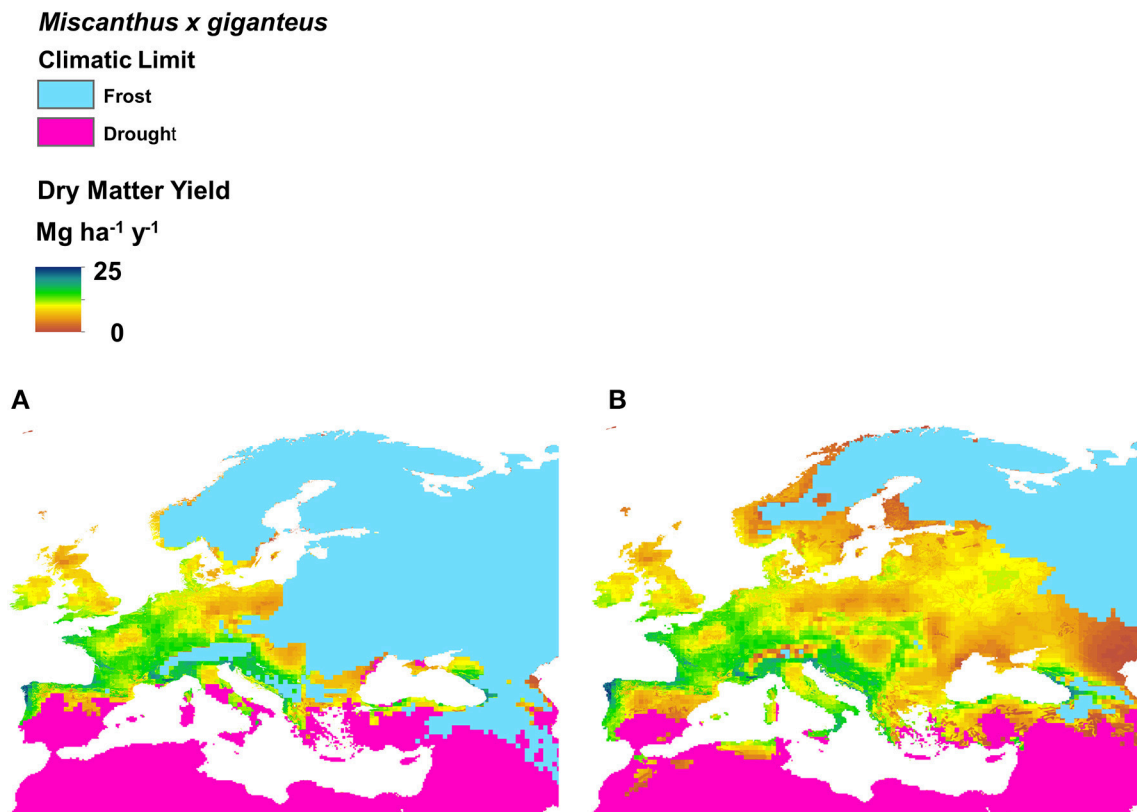 Miscanthus x giganteus
Climatic Limit
Frost
Drought
Dry Matter Yield
Mg ha⁻¹ y⁻¹
25
0
A
B